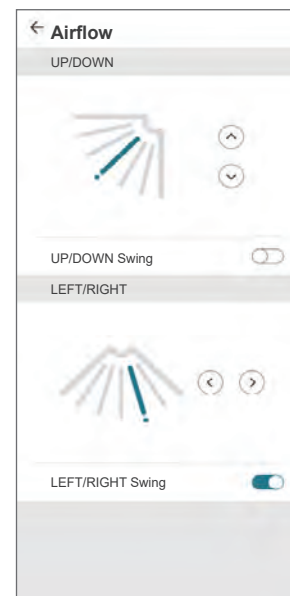 Airflow
UP/DOWN
UP/DOWN Swing
LEFT/RIGHT
LEFT/RIGHT Swing